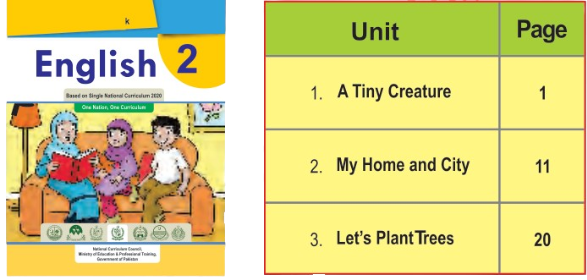 k
English 2
Based on Single National Curriculum 2020
One Nation, One Curriculum
National Curriculum Council,
Ministry of Education & Professional Training,
Government of Pakistan
Unit Page
1. A Tiny Creature 1
2. My Home and City 11
3. Let's PlantTrees 20